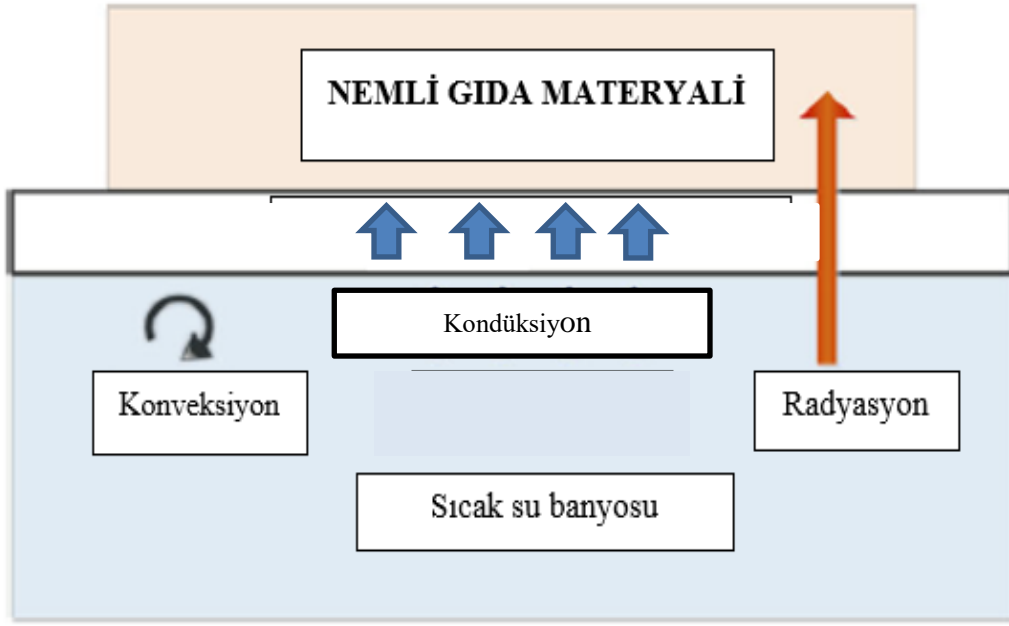 NEMLİ GIDA MATERYALİ
Kondüksiyon
Konveksiyon
Radyasyon
Sıcak su banyosu